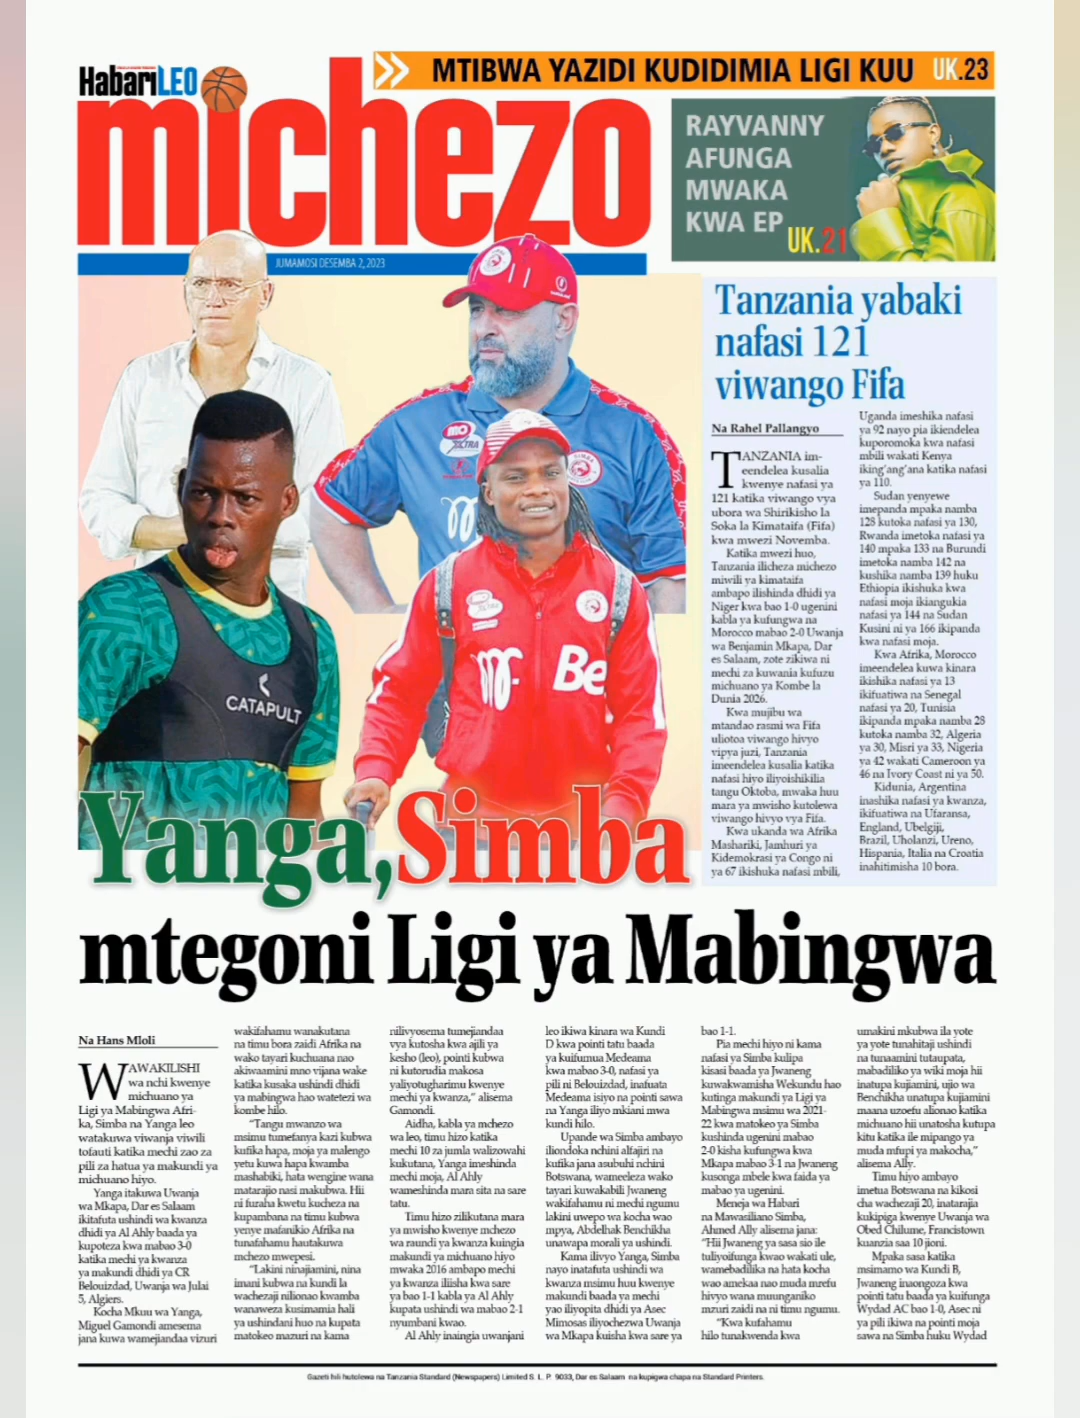 HabariLEO
michezo
MTIBWA YAZIDI KUDIDIMIA LIGI KUU UK.23
RAYVANNY
AFUNGA
MWAKA
KWA EP
UK.21
JUMAMOSI DESEMBA 2, 2023
MO
XTRA
SIMBA
CATAPULT
Be
Yanga, Simba
mtegoni Ligi ya Mabingwa
Tanzania yabaki
nafasi 121
viwango Fifa
Na Rahel Pallangyo
TANZANIA im-
eendelea kusalia
kwenye nafasi ya
121 katika viwango vya
ubora wa Shirikisho la
Soka la Kimataifa (Fifa)
kwa mwezi Novemba.
Katika mwezi huo,
Tanzania ilicheza michezo
miwili ya kimataifa
ambapo ilishinda dhidi ya
Niger kwa bao 1-0 ugenini
kabla ya kufungwa na
Morocco mabao 2-0 Uwanja
wa Benjamin Mkapa, Dar
es Salaam, zote zikiwa ni
mechi za kuwania kufuzu
michuano ya Kombe la
Dunia 2026.
Kwa mujibu wa
mtandao rasmi wa Fifa
uliotoa viwango hivyo
vipya juzi, Tanzania
imeendelea kusalia katika
nafasi hiyo iliyoishikilia
tangu Oktoba, mwaka huu
mara ya mwisho kutolewa
viwango hivyo vya Fifa.
Kwa ukanda wa Afrika
Mashariki, Jamhuri ya
Kidemokrasi ya Congo ni
ya 67 ikishuka nafasi mbili,
Uganda imeshika nafasi
ya 92 nayo pia ikiendelea
kuporomoka kwa nafasi
mbili wakati Kenya
iking'ang'ana katika nafasi
ya 110.
Sudan yenyewe
imepanda mpaka namba
128 kutoka nafasi ya 130,
Rwanda imetoka nafasi ya
140 mpaka 133 na Burundi
imetoka namba 142 na
kushika namba 139 huku
Ethiopia ikishuka kwa
nafasi moja ikiangukia
nafasi ya 144 na Sudan
Kusini ni ya 166 ikipanda
kwa nafasi moja.
Kwa Afrika, Morocco
imeendelea kuwa kinara
ikishika nafasi ya 13
ikifuatiwa na Senegal
nafasi ya 20, Tunisia
ikipanda mpaka namba 28
kutoka namba 32, Algeria
ya 30, Misri ya 33, Nigeria
ya 42 wakati Cameroon ya
46 na Ivory Coast ni ya 50.
Kidunia, Argentina
inashika nafasi ya kwanza,
ikifuatiwa na Ufaransa,
England, Ubelgiji,
Brazil, Uholanzi, Ureno,
Hispania, Italia na Croatia
inahitimisha 10 bora.
Na Hans Mloli
WAWAKILISHI
wa nchi kwenye
michuano ya
Ligi ya Mabingwa Afri-
ka, Simba na Yanga leo
watakuwa viwanja viwili
tofauti katika mechi zao za
pili za hatua ya makundi ya
michuano hiyo.
Yanga itakuwa Uwanja
wa Mkapa, Dar es Salaam
ikitafuta ushindi wa kwanza
dhidi ya Al Ahly baada ya
kupoteza kwa mabao 3-0
katika mechi ya kwanza
ya makundi dhidi ya CR
Belouizdad, Uwanja wa Julai
5, Algiers.
Kocha Mkuu wa Yanga,
Miguel Gamondi amesema
jana kuwa wamejiandaa vizuri
wakifahamu wanakutana
na timu bora zaidi Afrika na
wako tayari kuchuana nao
akiwaamini mno vijana wake
katika kusaka ushindi dhidi
ya mabingwa hao watetezi wa
kombe hilo.
"Tangu mwanzo wa
msimu tumefanya kazi kubwa
kufika hapa, moja ya malengo
yetu kuwa hapa kwamba
mashabiki, hata wengine wana
matarajio nasi makubwa. Hii
ni furaha kwetu kucheza na
kupambana na timu kubwa
yenye mafanikio Afrika na
tunafahamu hautakuwa
mchezo mwepesi.
"Lakini ninajiamini, nina
imani kubwa na kundi la
wachezaji nilionao kwamba
wanaweza kusimamia hali
ya ushindani huo na kupata
matokeo mazuri na kama
nilivyosema tumejiandaa
vya kutosha kwa ajili ya
kesho (leo), pointi kubwa
ni kutorudia makosa
yaliyotugharimu kwenye
mechi ya kwanza," alisema
Gamondi.
Aidha, kabla ya mchezo
wa leo, timu hizo katika
mechi 10 za jumla walizowahi
kukutana, Yanga imeshinda
mechi moja, Al Ahly
wameshinda mara sita na sare
tatu.
Timu hizo zilikutana mara
ya mwisho kwenye mchezo
wa raundi ya kwanza kuingia
makundi ya michuano hiyo
mwaka 2016 ambapo mechi
ya kwanza iliisha kwa sare
ya bao 1-1 kabla ya Al Ahly
kupata ushindi wa mabao 2-1
nyumbani kwao.
Al Ahly inaingia uwanjani
leo ikiwa kinara wa Kundi
D kwa pointi tatu baada
ya kuifumua Medeama
kwa mabao 3-0, nafasi ya
pili ni Belouizdad, inafuata
Medeama isiyo na pointi sawa
na Yanga iliyo mkiani mwa
kundi hilo.
Upande wa Simba ambayo
iliondoka nchini alfajiri na
kufika jana asubuhi nchini
Botswana, wameeleza wako
tayari kuwakabili Jwaneng
wakifahamu ni mechi ngumu
lakini uwepo wa kocha wao
mpya, Abdelhak Benchikha
unawapa morali ya ushindi.
Kama ilivyo Yanga, Simba
nayo inatafuta ushindi wa
kwanza msimu huu kwenye
makundi baada ya mechi
yao iliyopita dhidi ya Asec
Mimosas iliyochezwa Uwanja
wa Mkapa kuisha kwa sare ya
bao 1-1.
Pia mechi hiyo ni kama
nafasi ya Simba kulipa
kisasi baada ya Jwaneng
kuwakwamisha Wekundu hao
kutinga makundi ya Ligi ya
Mabingwa msimu wa 2021-
22 kwa matokeo ya Simba
kushinda ugenini mabao
2-0 kisha kufungwa kwa
Mkapa mabao 3-1 na Jwaneng
kusonga mbele kwa faida ya
mabao ya ugenini.
Meneja wa Habari
na Mawasiliano Simba,
Ahmed Ally alisema jana:
"Hii Jwaneng ya sasa sio ile
tuliyoifunga kwao wakati ule,
wamebadilika na hata kocha
wao amekaa nao muda mrefu
hivyo wana muunganiko
mzuri zaidi na ni timu ngumu.
"Kwa kufahamu
hilo tunakwenda kwa
umakini mkubwa ila yote
ya yote tunahitaji ushindi
na tunaamini tutaupata,
mabadiliko ya wiki moja hii
inatupa kujiamini, ujio wa
Benchikha unatupa kujiamini
maana uzoefu alionao katika
michuano hii unatosha kutupa
kitu katika ile mipango ya
muda mfupi ya makocha,"
alisema Ally.
Timu hiyo ambayo
imetua Botswana na kikosi
cha wachezaji 20, inatarajia
kukipiga kwenye Uwanja wa
Obed Chilume, Francistown
kuanzia saa 10 jioni.
Mpaka sasa katika
msimamo wa Kundi B,
Jwaneng inaongoza kwa
pointi tatu baada ya kuifunga
Wydad AC bao 1-0, Asec ni
ya pili ikiwa na pointi moja
sawa na Simba huku Wydad
Gazeti hili hutolewa na Tanzania Standard (Newspapers) Limited S. L. P. 9033, Dar es Salaam na kupigwa chapa na Standard Printers.